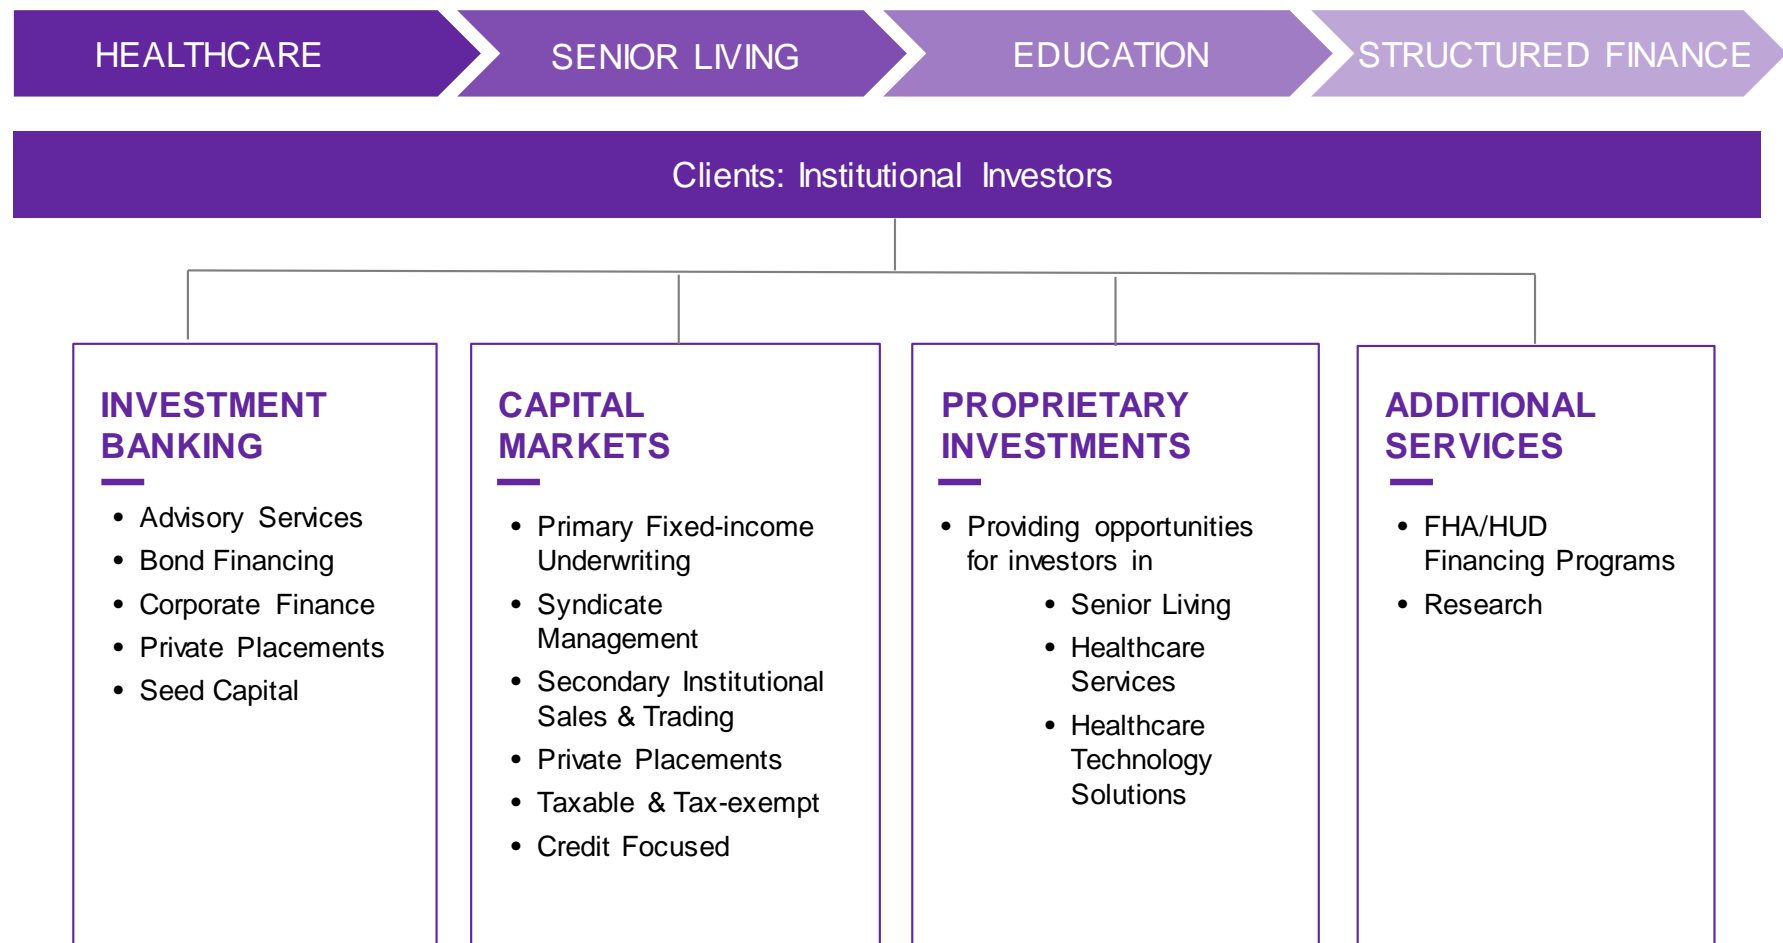 HEALTHCARE
SENIOR LIVING
EDUCATION
STRUCTURED FINANCE
Clients: Institutional Investors
INVESTMENT
BANKING
• Advisory Services
• Bond Financing
• Corporate Finance
• Private Placements
• Seed Capital
CAPITAL
MARKETS
• Primary Fixed-income
Underwriting
• Syndicate
Management
• Secondary Institutional
Sales & Trading
• Private Placements
• Taxable & Tax-exempt
• Credit Focused
PROPRIETARY
INVESTMENTS
• Providing opportunities
for investors in
• Senior Living
• Healthcare
Services
• Healthcare
Technology
Solutions
ADDITIONAL
SERVICES
• FHA/HUD
Financing Programs
• Research